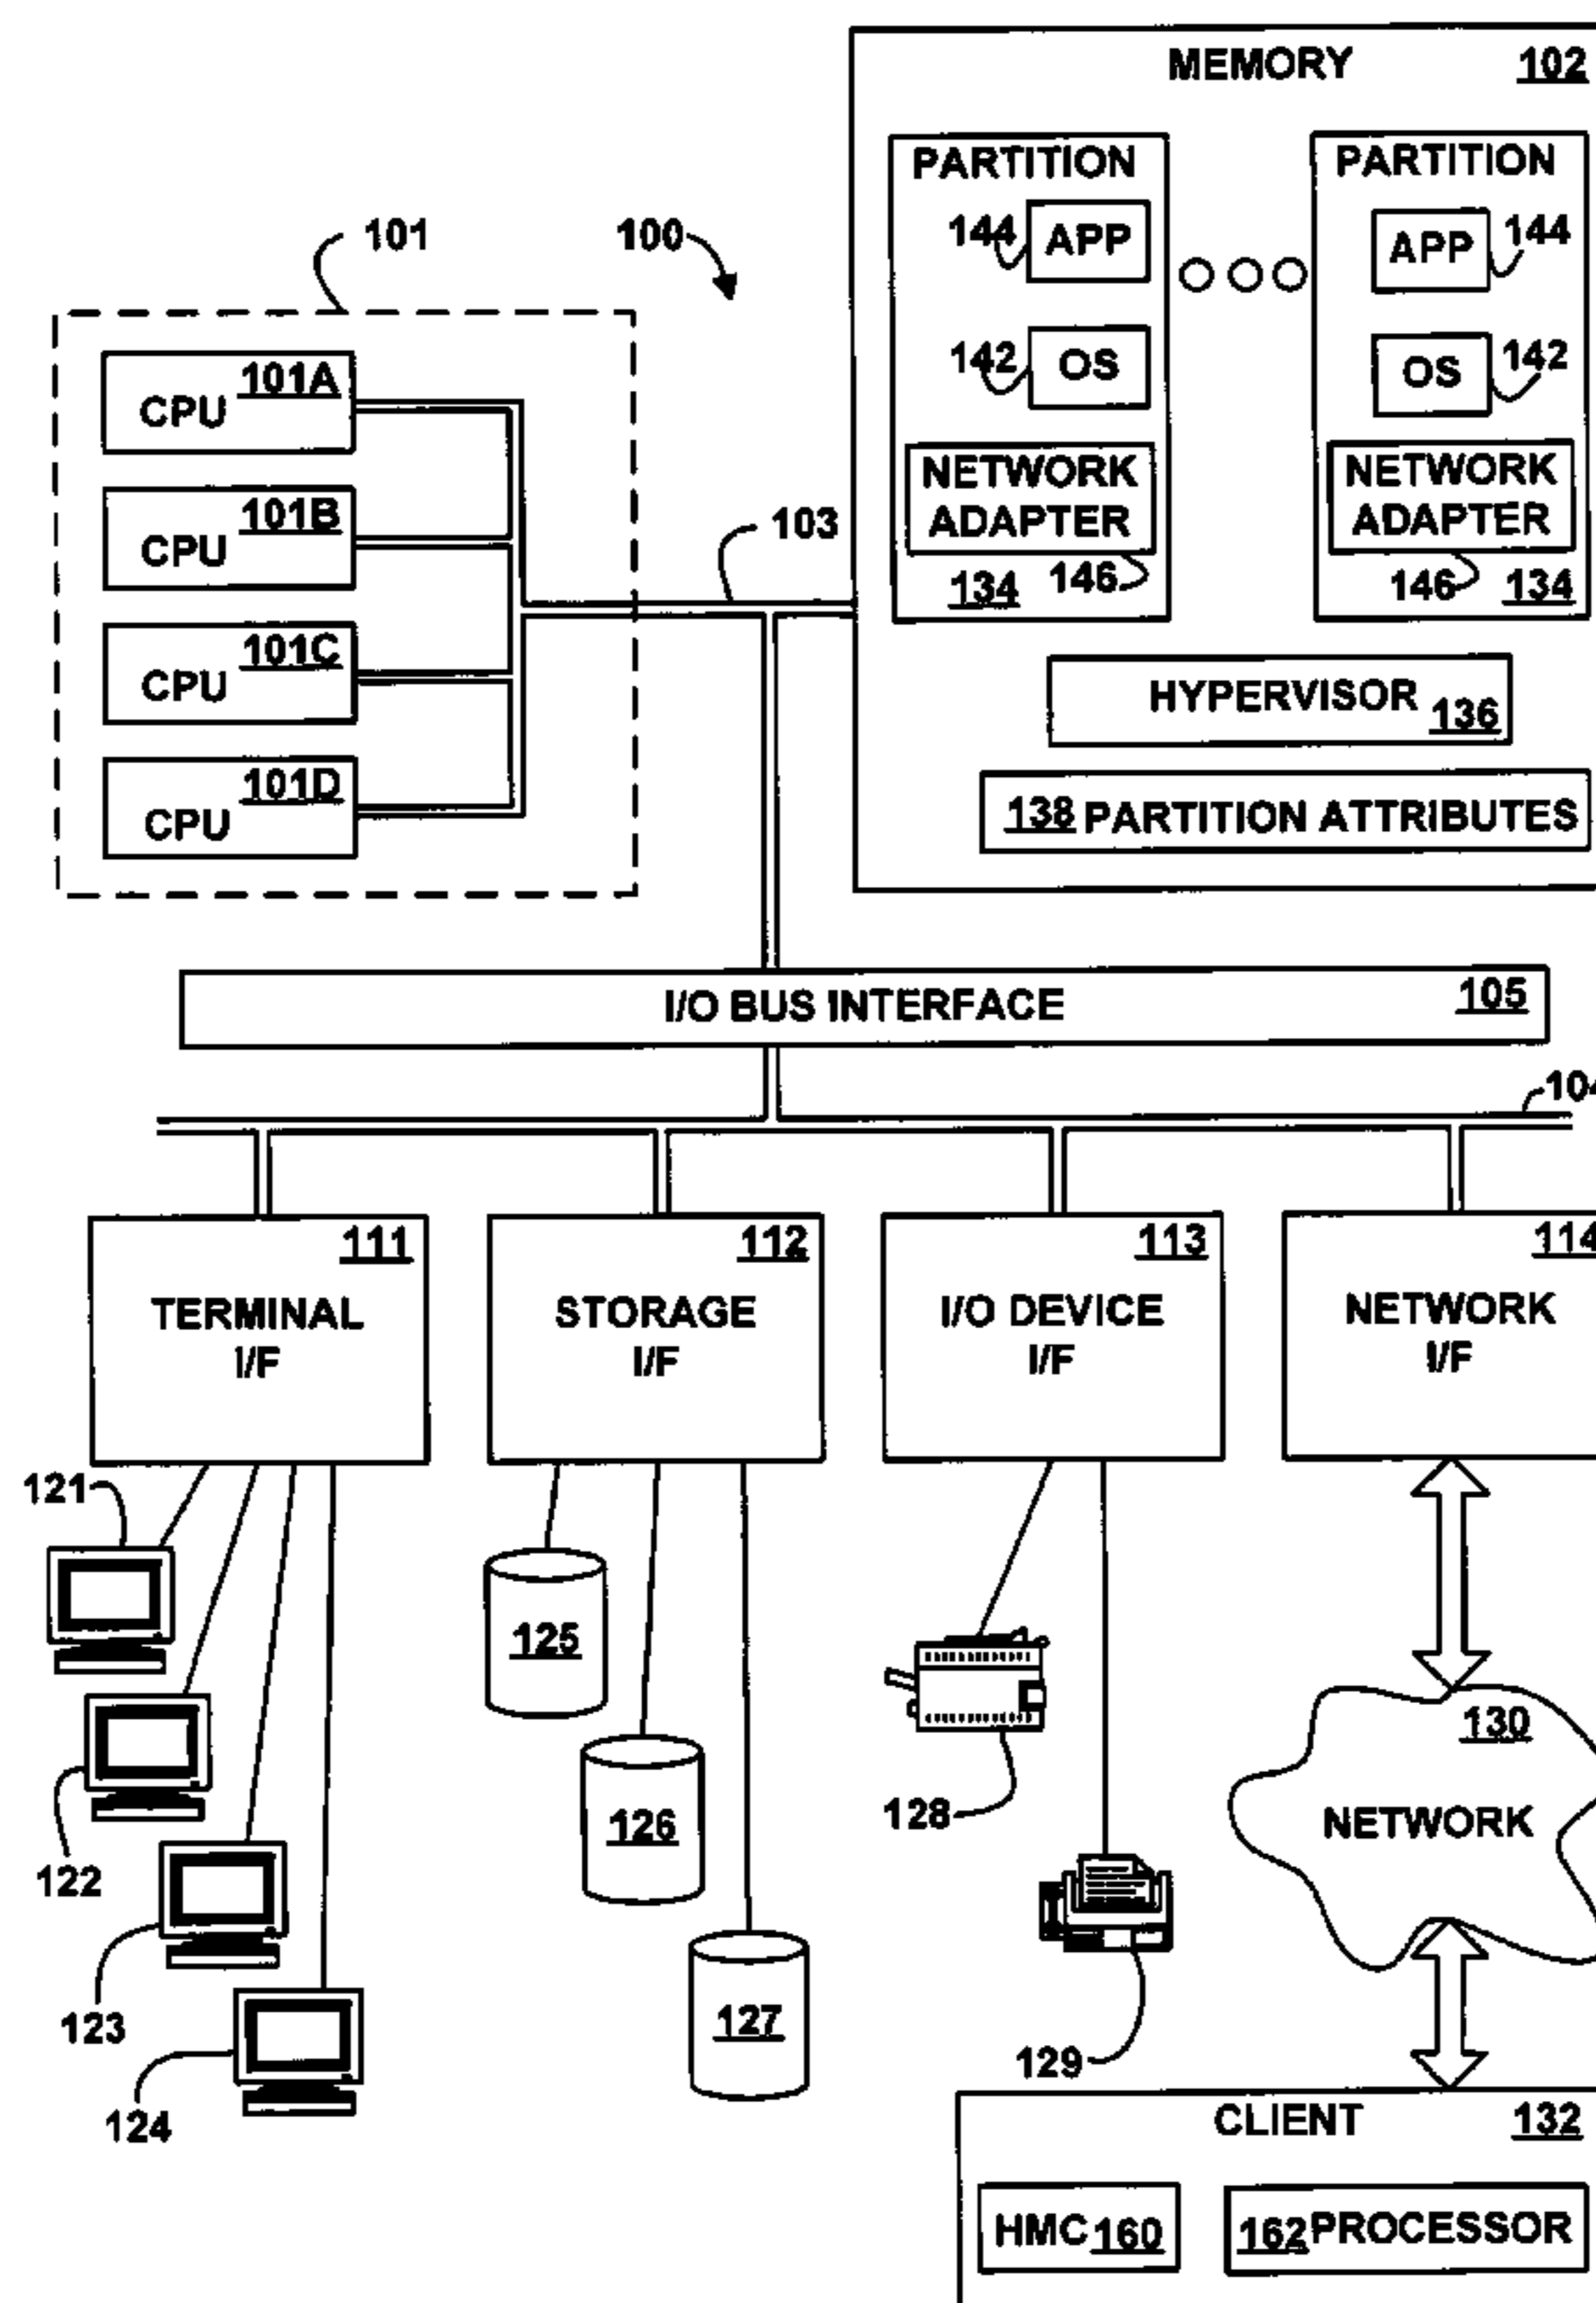 MEMORY 102
PARTITION
144 APP
142 OS
NETWORK
ADAPTER
134 146
PARTITION
APP 144
OS 142
NETWORK
ADAPTER
146 134
HYPERVISOR 136
138 PARTITION ATTRIBUTES
101
100
101A
CPU
101B
CPU
101C
CPU
101D
CPU
103
I/O BUS INTERFACE 105
104
111
TERMINAL
I/F
112
STORAGE
I/F
113
I/O DEVICE
I/F
114
NETWORK
I/F
121
122
123
124
125
126
127
128
129
130
NETWORK
CLIENT 132
HMC 160
162 PROCESSOR